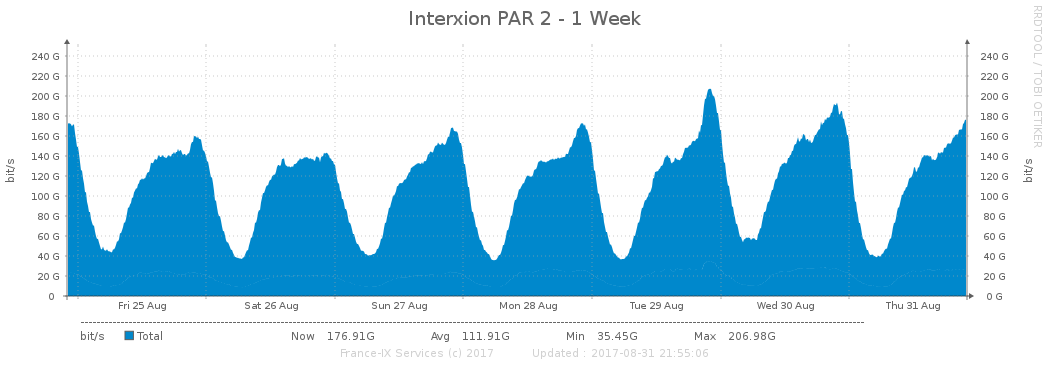 Interxion PAR 2 - 1 Week
RRDTOOL / TOBI OETIKER
bit/s
240 G
220 G
200 G
180 G
160 G
140 G
120 G
100 G
80 G
60 G
40 G
20 G
0
240 G
220 G
200 G
180 G
160 G
140 G
120 G
100 G
80 G
60 G
40 G
20 G
0 G
bit/s
Fri 25 Aug Sat 26 Aug Sun 27 Aug Mon 28 Aug Tue 29 Aug Wed 30 Aug Thu 31 Aug
bit/s Total Now 176.91G Avg 111.91G Min 35.45G Max 206.98G
France-IX Services (c) 2017 Updated : 2017-08-31 21:55:06